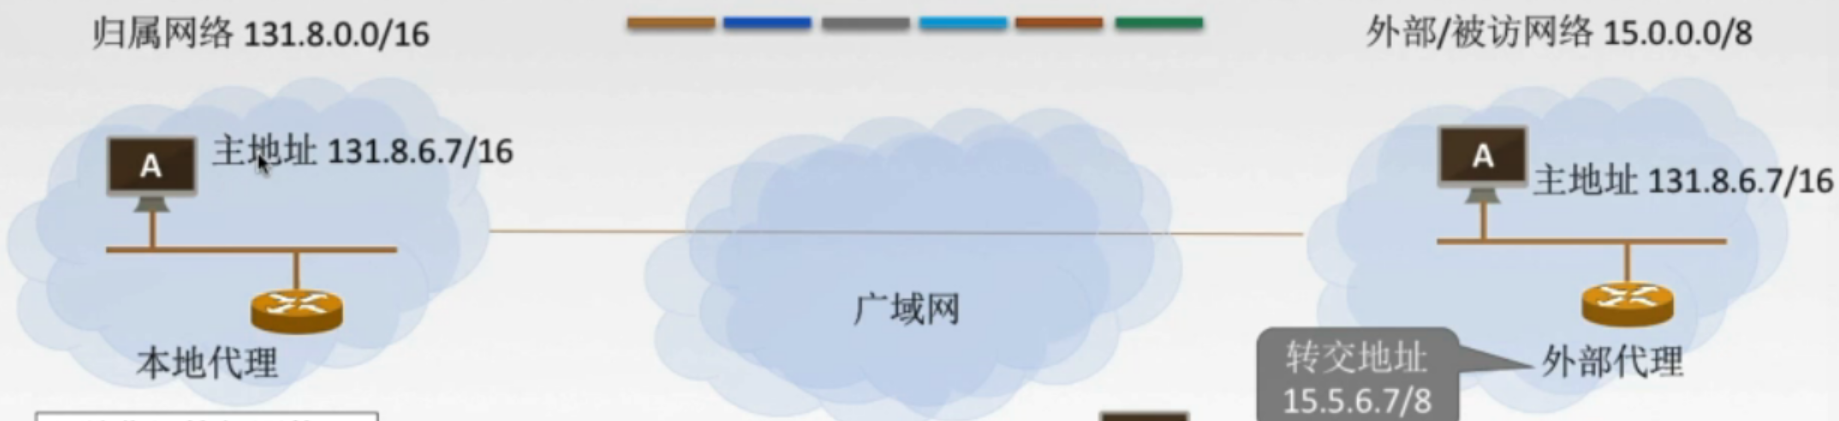 归属网络 131.8.0.0/16
外部/被访网络 15.0.0.0/8
A
主地址 131.8.6.7/16
A
主地址 131.8.6.7/16
广域网
本地代理
转交地址
15.5.6.7/8
外部代理